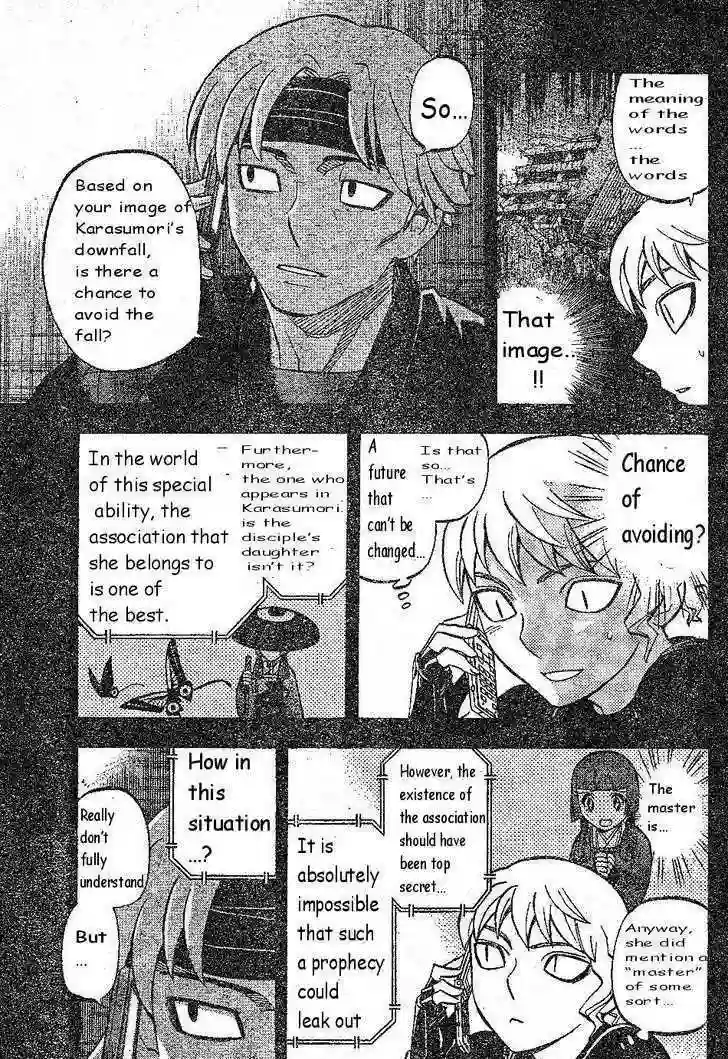 The
meaning
of the
words
...
the
words
That
image..
!!
So...
Based on
your image of
Karasumori's
downfall,
is there a
chance to
avoid the
fall?
Chance
of
avoiding?
Is that
so...
That's
...
A
future
that
can't be
changed...
Further-
more,
the one who
appears in
Karasumori.
is the
disciple's
daughter
isn't it?
In the world
of this special
ability, the
association that
she belongs to
is one of
the best.
The
master
is...
Anyway,
she did
mention a
"master"
of some
sort...
However, the
existence of
the association
should have
been top
secret...
It is
absolutely
impossible
that such
a prophecy
could
leak out
How in
this
situation
...?
Really
don't
fully
understand
But
...